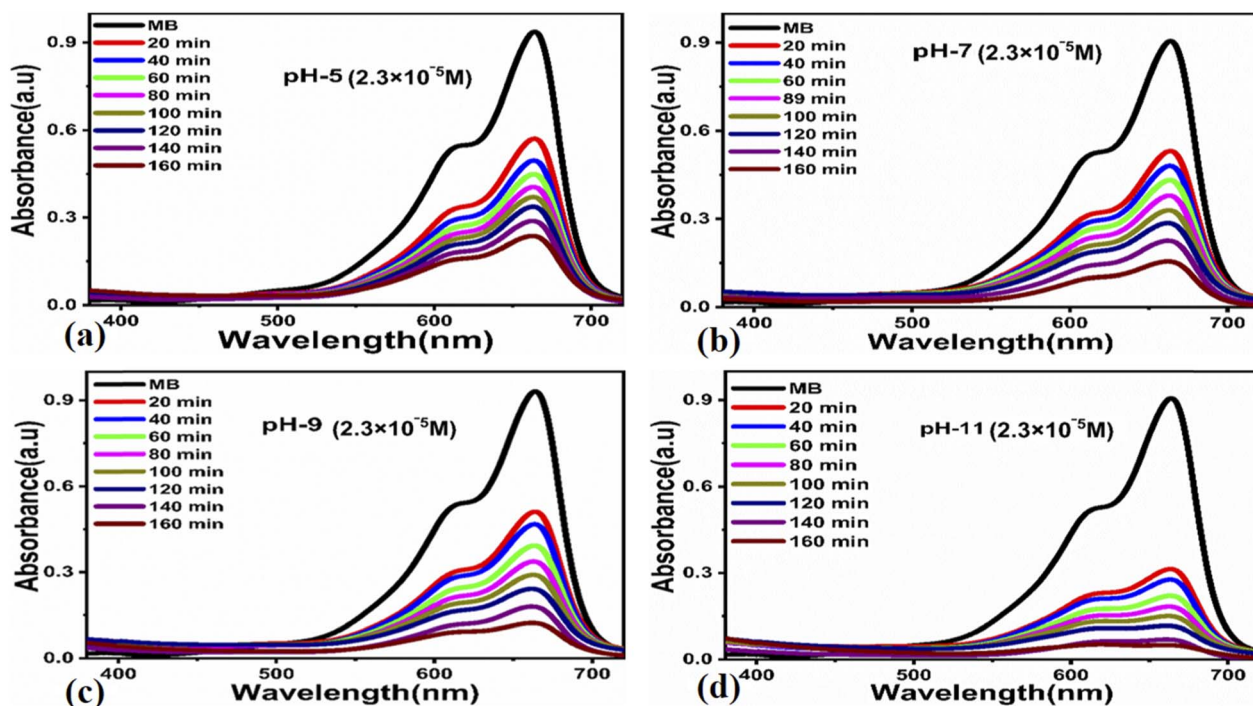 Absorbance(a.u)
0.9
0.6
0.3
0.0
MB
20 min
40 min
60 min
80 min
100 min
120 min
140 min
160 min
pH-5 (2.3×10⁻⁵M)
400 500 600 700
Wavelength(nm)
(a)
Absorbance(a.u)
0.9
0.6
0.3
0.0
MB
20 min
40 min
60 min
89 min
100 min
120 min
140 min
160 min
pH-7 (2.3×10⁻⁵M)
400 500 600 700
Wavelength(nm)
(b)
Absorbance(a.u)
0.9
0.6
0.3
0.0
MB
20 min
40 min
60 min
80 min
100 min
120 min
140 min
160 min
pH-9 (2.3×10⁻⁵M)
400 500 600 700
Wavelength(nm)
(c)
Absorbance(a.u)
0.9
0.6
0.3
0.0
MB
20 min
40 min
60 min
80 min
100 min
120 min
140 min
160 min
pH-11 (2.3×10⁻⁵M)
400 500 600 700
Wavelength(nm)
(d)